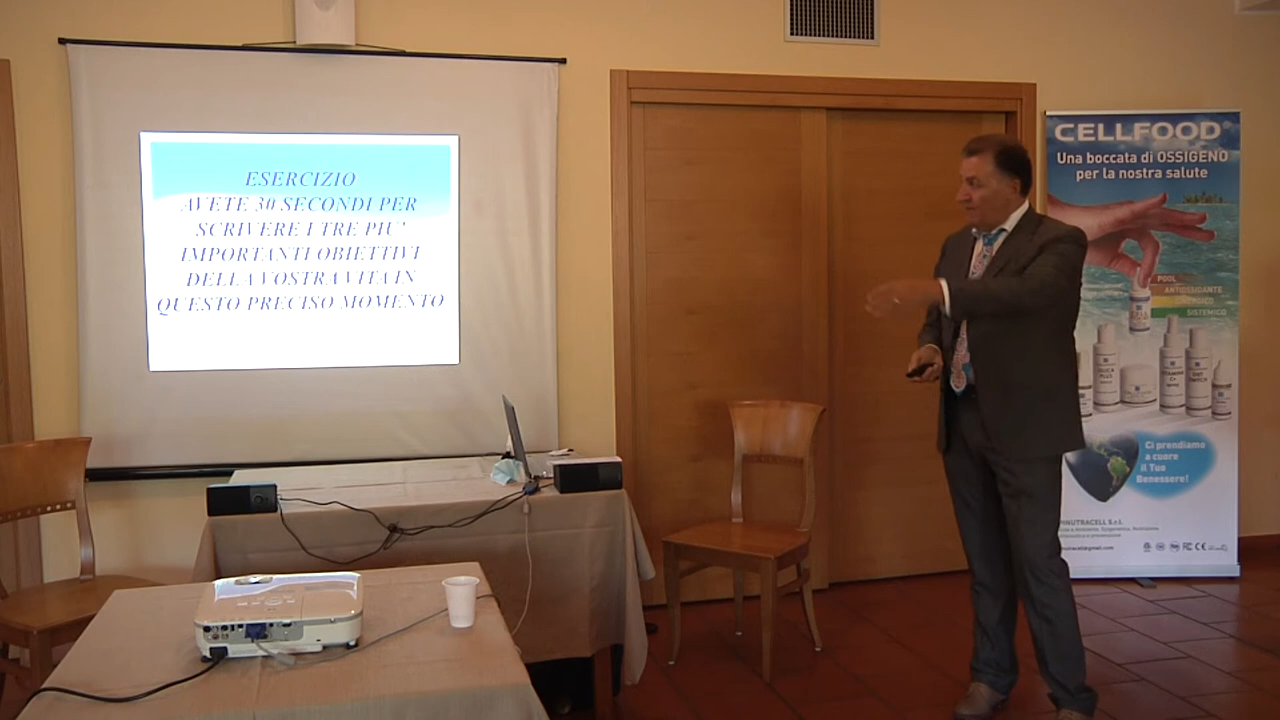 ESERCIZIO
AVETE 30 SECONDI PER
SCRIVERE I TRE PIU'
IMPORTANTI OBIETTIVI
DELLA VOSTRA VITA IN
QUESTO PRECISO MOMENTO
CELLFOOD®
Una boccata di OSSIGENO
per la nostra salute
POOL
ANTIOSSIDANTE
SISTEMICO
Ci prendiamo
a cuore
il Tuo
Benessere!